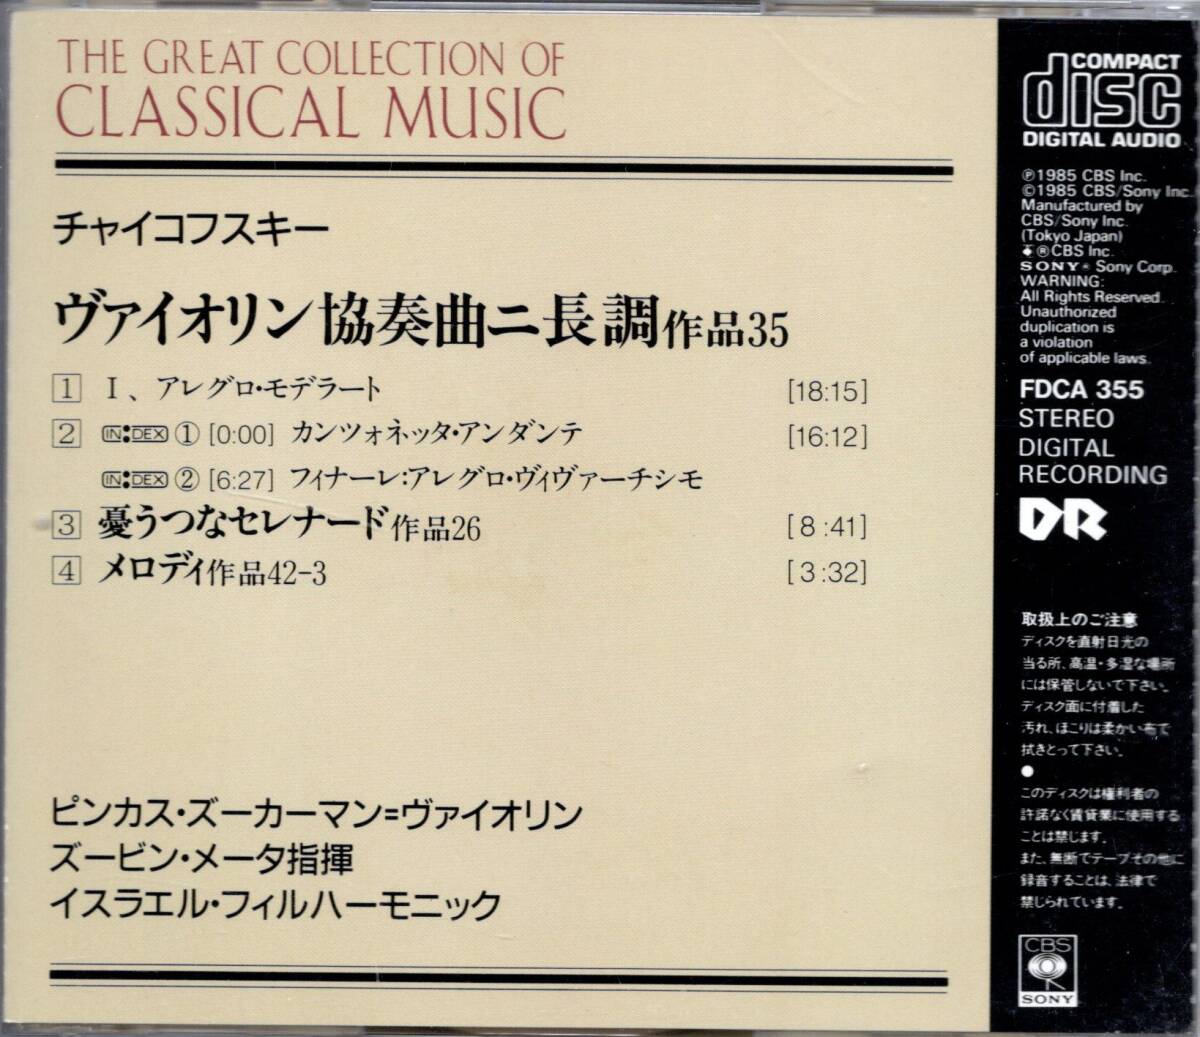 THE GREAT COLLECTION OF
CLASSICAL MUSIC
チャイコフスキー
ヴァイオリン協奏曲ニ長調作品35
1 I、アレグロ・モデラート [18:15]
2 INDEX ① [0:00] カンツォネッタ・アンダンテ [16:12]
INDEX ② [6:27] フィナーレ:アレグロ・ヴィヴァーチシモ
3 憂うつなセレナード作品26 [8:41]
4 メロディ作品42-3 [3:32]
ピンカス・ズーカーマン=ヴァイオリン
ズービン・メータ指揮
イスラエル・フィルハーモニック
COMPACT
disc
DIGITAL AUDIO
℗1985 CBS Inc.
©1985 CBS/Sony Inc.
Manufactured by
CBS/Sony Inc.
(Tokyo Japan)
®CBS Inc.
SONY® Sony Corp.
WARNING:
All Rights Reserved.
Unauthorized
duplication is
a violation
of applicable laws.
FDCA 355
STEREO
DIGITAL
RECORDING
DR
取扱上のご注意
ディスクを直射日光の
当る所、高温・多湿な場所
には保管しないで下さい。
ディスク面に付着した
汚れ、ほこりは柔かい布で
拭きとって下さい。
●
このディスクは権利者の
許諾なく賃貸業に使用する
ことは禁じます。
また、無断でテープその他に
録音することは、法律で
禁じられています。
CBS
SONY